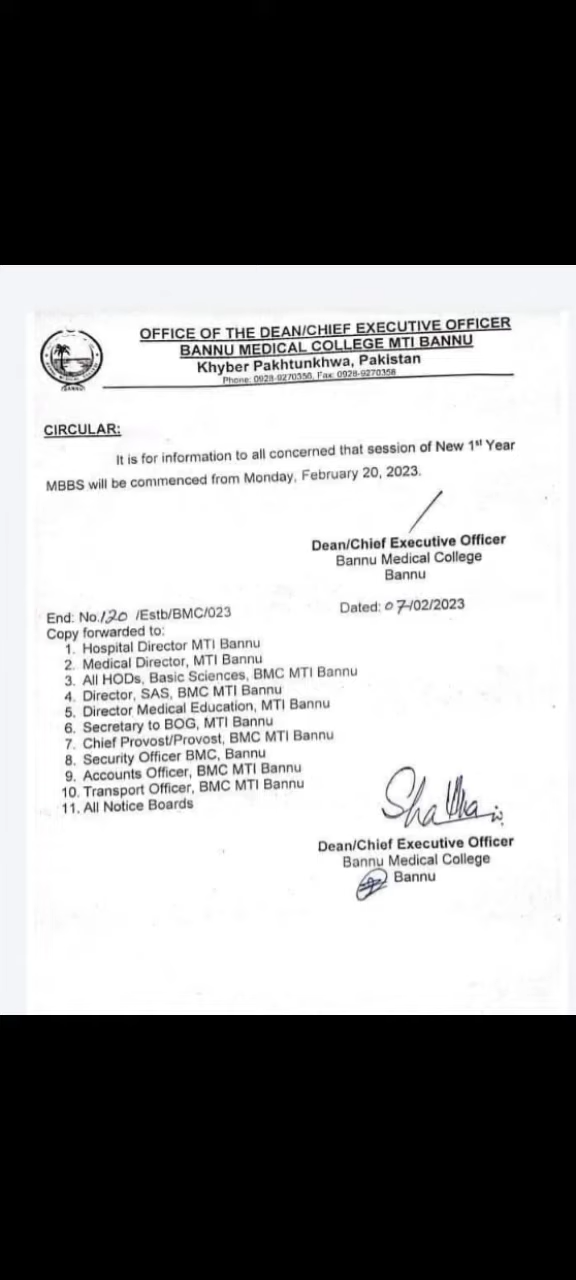 OFFICE OF THE DEAN/CHIEF EXECUTIVE OFFICER
BANNU MEDICAL COLLEGE MTI BANNU
Khyber Pakhtunkhwa, Pakistan
Phone: 0928-9270358, Fax: 0928-9270358
BANNU
CIRCULAR:
It is for information to all concerned that session of New 1st Year
MBBS will be commenced from Monday, February 20, 2023.
Dean/Chief Executive Officer
Bannu Medical College
Bannu
End: No.120 /Estb/BMC/023
Dated: 07/02/2023
Copy forwarded to:
1. Hospital Director MTI Bannu
2. Medical Director, MTI Bannu
3. All HODs, Basic Sciences, BMC MTI Bannu
4. Director, SAS, BMC MTI Bannu
5. Director Medical Education, MTI Bannu
6. Secretary to BOG, MTI Bannu
7. Chief Provost/Provost, BMC MTI Bannu
8. Security Officer BMC, Bannu
9. Accounts Officer, BMC MTI Bannu
10. Transport Officer, BMC MTI Bannu
11. All Notice Boards
Dean/Chief Executive Officer
Bannu Medical College
Bannu